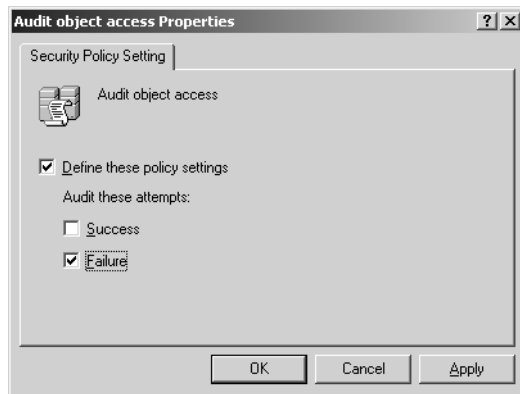 Audit object access Properties
Security Policy Setting
Audit object access
Define these policy settings
Audit these attempts:
Success
Failure
OK
Cancel
Apply